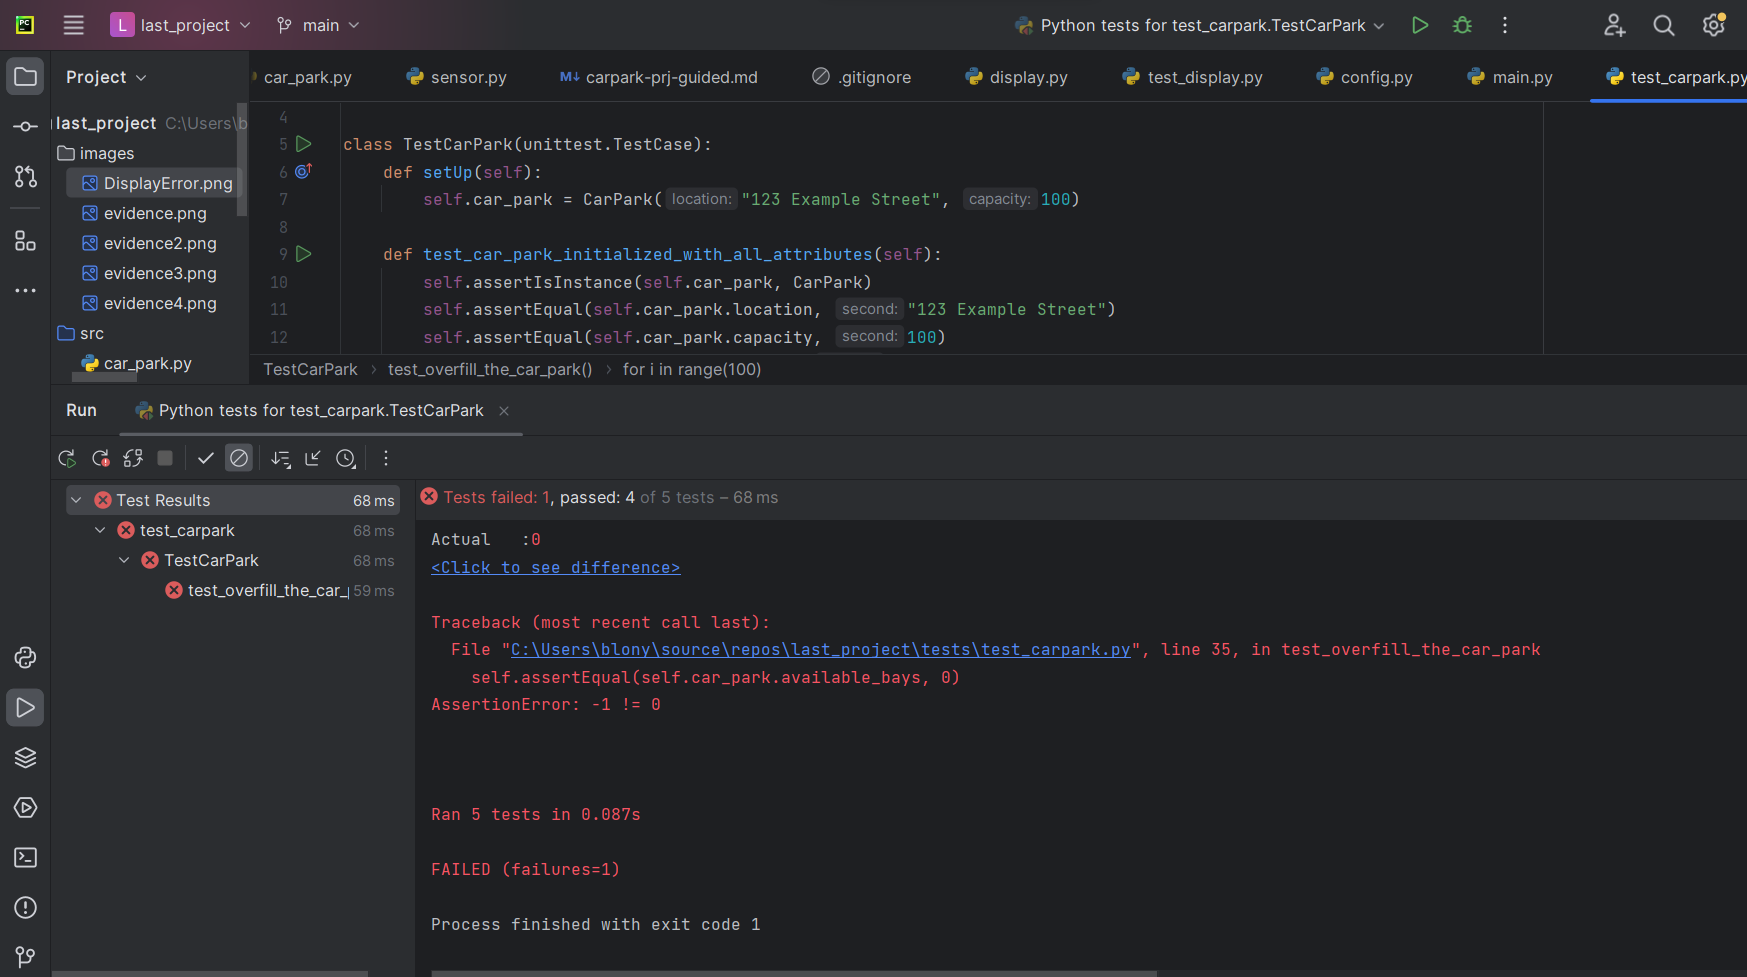 PC
L last_project main Python tests for test_carpark.TestCarPark
Project
car_park.py sensor.py M↓ carpark-prj-guided.md .gitignore display.py test_display.py config.py main.py test_carpark.py
last_project C:\Users\b
images
DisplayError.png
evidence.png
evidence2.png
evidence3.png
evidence4.png
src
car_park.py
4
5 class TestCarPark(unittest.TestCase):
6 def setUp(self):
7 self.car_park = CarPark( location: "123 Example Street", capacity: 100)
8
9 def test_car_park_initialized_with_all_attributes(self):
10 self.assertIsInstance(self.car_park, CarPark)
11 self.assertEqual(self.car_park.location, second: "123 Example Street")
12 self.assertEqual(self.car_park.capacity, second: 100)
TestCarPark › test_overfill_the_car_park() › for i in range(100)
Run Python tests for test_carpark.TestCarPark ×
Test Results 68 ms
test_carpark 68 ms
TestCarPark 68 ms
test_overfill_the_car_ 59 ms
Tests failed: 1, passed: 4 of 5 tests – 68 ms
Actual :0
<Click to see difference>
Traceback (most recent call last):
File "C:\Users\blony\source\repos\last_project\tests\test_carpark.py", line 35, in test_overfill_the_car_park
self.assertEqual(self.car_park.available_bays, 0)
AssertionError: -1 != 0
Ran 5 tests in 0.087s
FAILED (failures=1)
Process finished with exit code 1